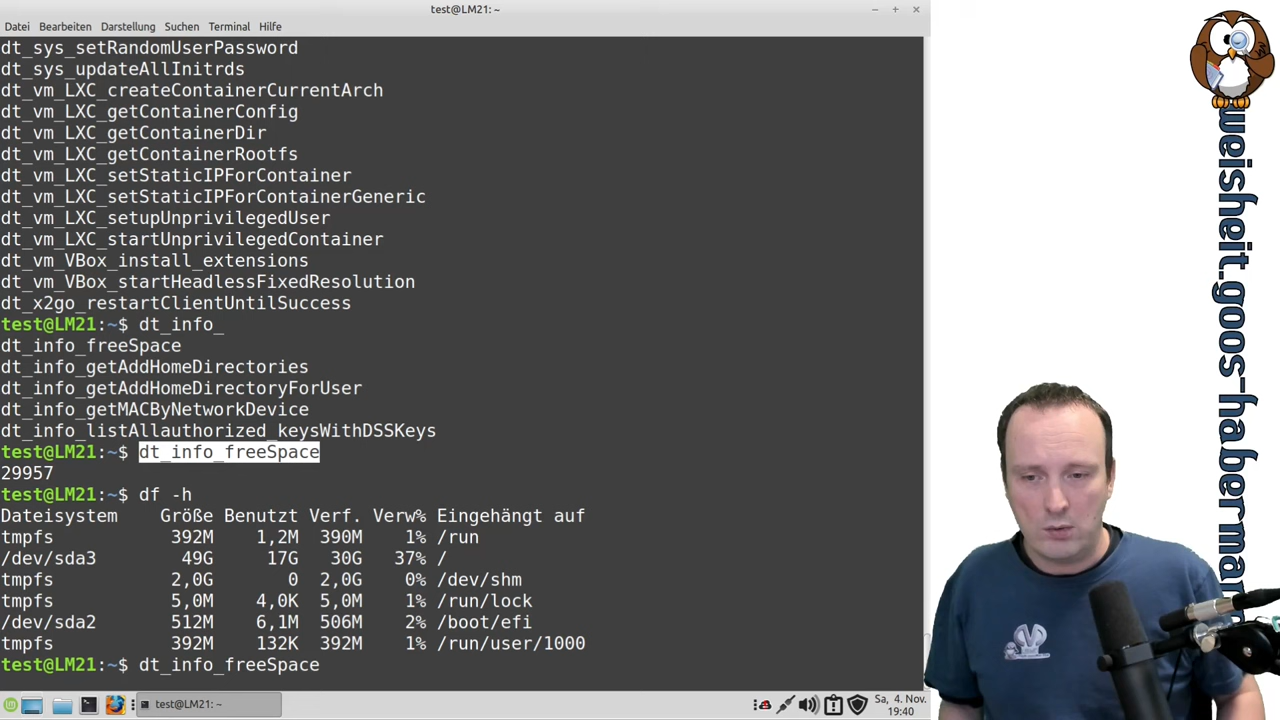 test@LM21: ~
Datei Bearbeiten Darstellung Suchen Terminal Hilfe
dt_sys_setRandomUserPassword
dt_sys_updateAllInitrds
dt_vm_LXC_createContainerCurrentArch
dt_vm_LXC_getContainerConfig
dt_vm_LXC_getContainerDir
dt_vm_LXC_getContainerRootfs
dt_vm_LXC_setStaticIPForContainer
dt_vm_LXC_setStaticIPForContainerGeneric
dt_vm_LXC_setupUnprivilegedUser
dt_vm_LXC_startUnprivilegedContainer
dt_vm_VBox_install_extensions
dt_vm_VBox_startHeadlessFixedResolution
dt_x2go_restartClientUntilSuccess
test@LM21:~$ dt_info_
dt_info_freeSpace
dt_info_getAddHomeDirectories
dt_info_getAddHomeDirectoryForUser
dt_info_getMACByNetworkDevice
dt_info_listAllauthorized_keysWithDSSKeys
test@LM21:~$ dt_info_freeSpace
29957
test@LM21:~$ df -h
Dateisystem Größe Benutzt Verf. Verw% Eingehängt auf
tmpfs 392M 1,2M 390M 1% /run
/dev/sda3 49G 17G 30G 37% /
tmpfs 2,0G 0 2,0G 0% /dev/shm
tmpfs 5,0M 4,0K 5,0M 1% /run/lock
/dev/sda2 512M 6,1M 506M 2% /boot/efi
tmpfs 392M 132K 392M 1% /run/user/1000
test@LM21:~$ dt_info_freeSpace
test@LM21: ~
Sa, 4. Nov.
19:40